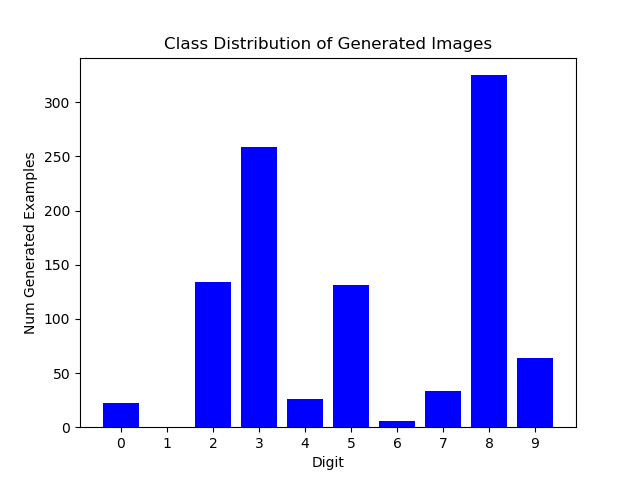 Class Distribution of Generated Images
Num Generated Examples
300
250
200
150
100
50
0
0 1 2 3 4 5 6 7 8 9
Digit